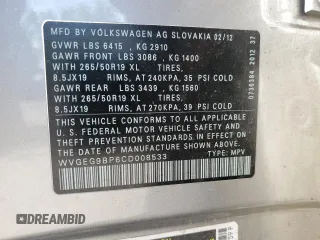 MFD BY VOLKSWAGEN AG SLOVAKIA 02/12
GVWR LBS 6415 , KG 2910
GAWR FRONT LBS 3086 , KG 1400
WITH 265/50R19 XL TIRES,
8.5JX19 RIMS, AT 240KPA, 35 PSI COLD
GAWR REAR LBS 3439 , KG 1560
WITH 265/50R19 XL TIRES,
8.5JX19 RIMS, AT 270KPA, 39 PSI COLD
THIS VEHICLE CONFORMS TO ALL APPLICABLE
U.S. FEDERAL MOTOR VEHICLE SAFETY
STANDARDS IN EFFECT ON THE DATE OF
MANUFACTURE SHOWN ABOVE
WVGEG9BP6CD008533 TYPE: MPV
0736384 2012 37
DREAMBID